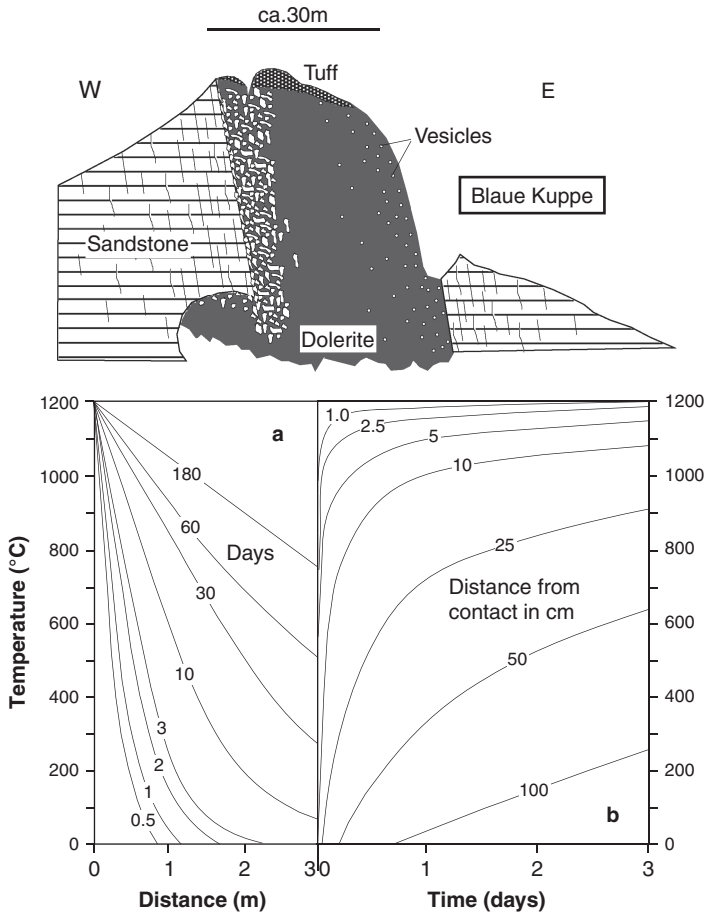 ca.30m
W
Tuff
E
Vesicles
Blaue Kuppe
Sandstone
Dolerite
1200
1000
800
600
400
200
0
Temperature (°C)
a
180
60
Days
30
10
3
2
1
0.5
0 1 2 3
Distance (m)
1.0
2.5
5
10
25
Distance from
contact in cm
50
100
b
0 1 2 3
Time (days)
1200
1000
800
600
400
200
0